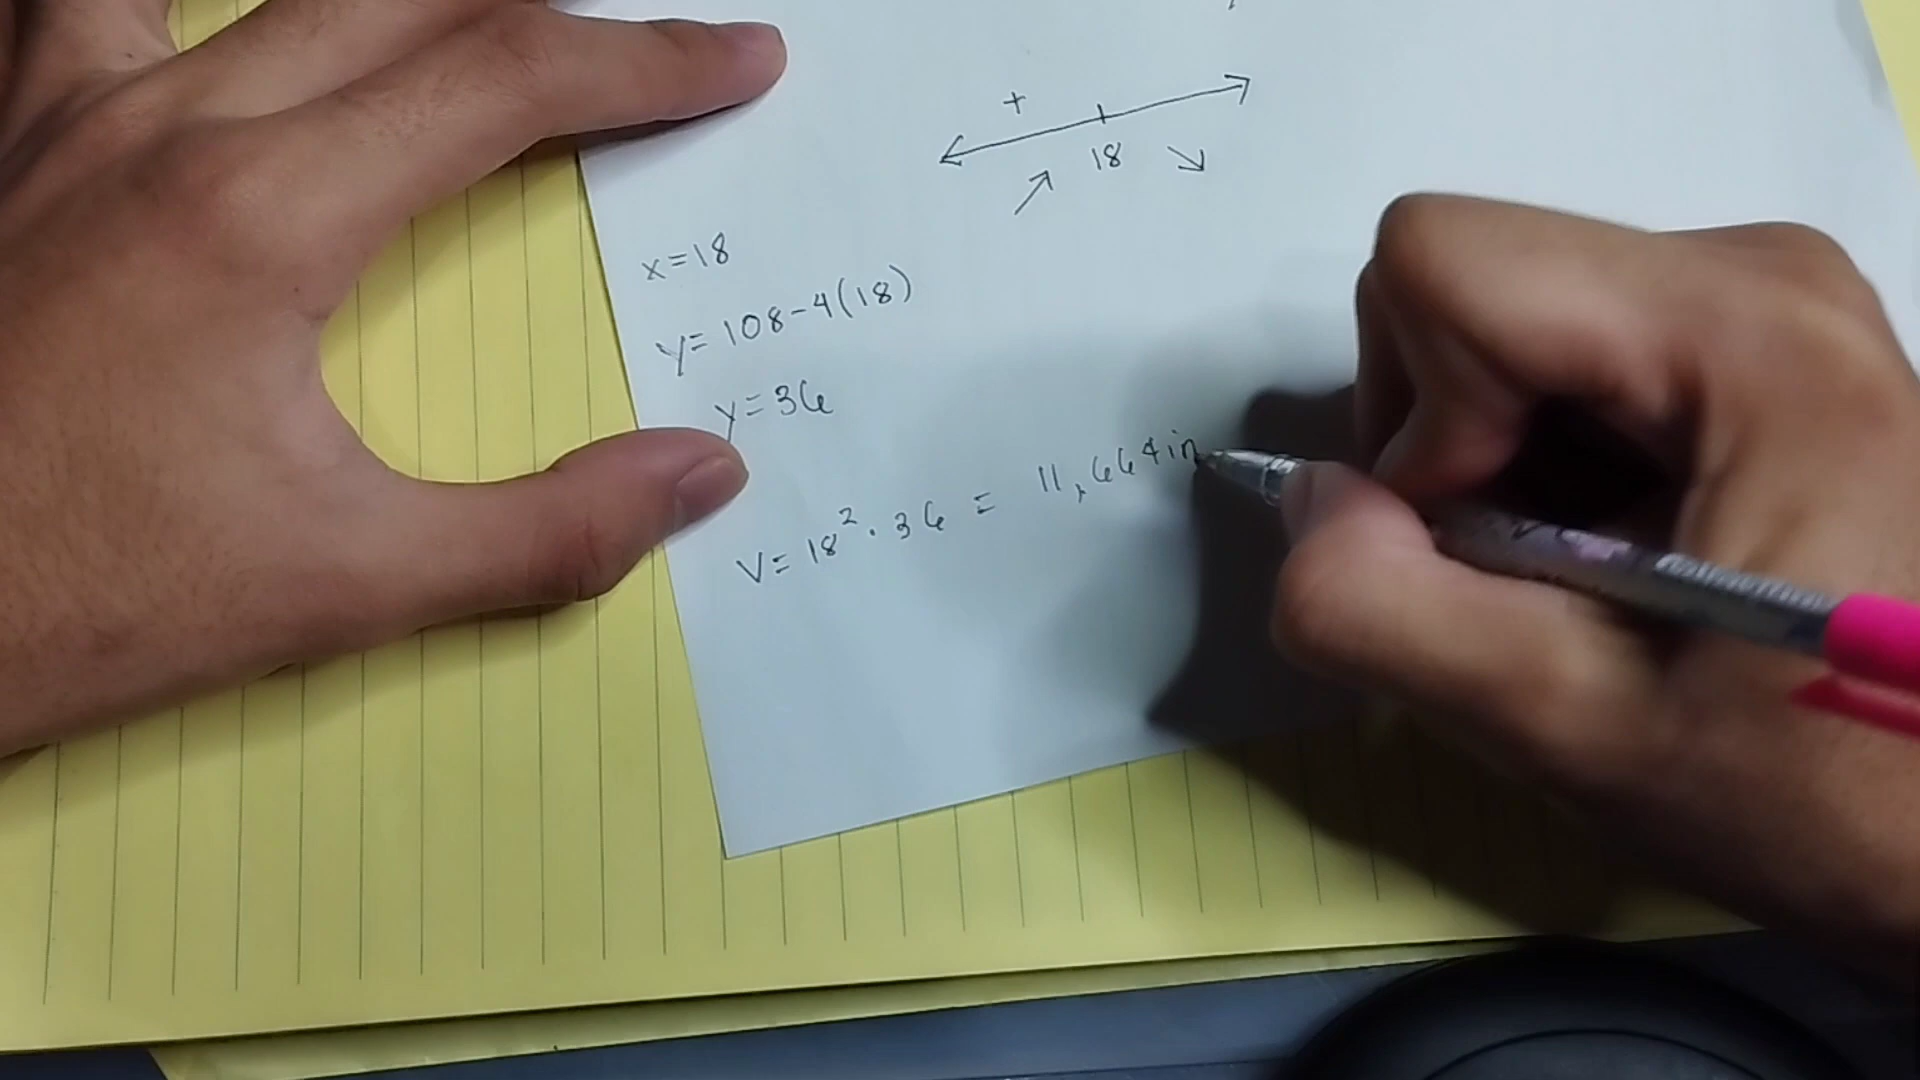 +
18
x=18
y=108-4(18)
y=36
V=18²·36 = 11,664in